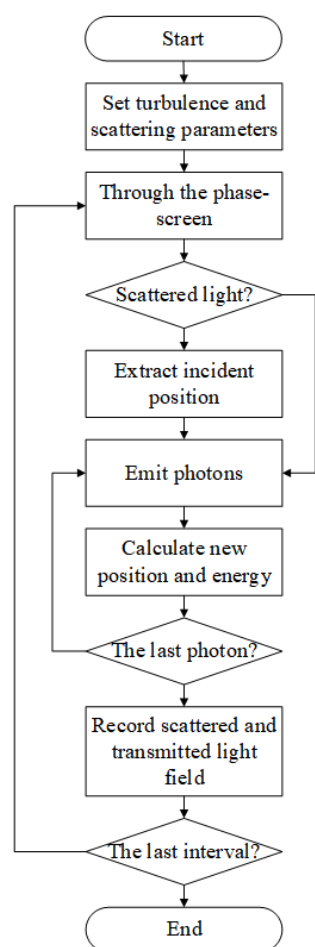 Start
Set turbulence and
scattering parameters
Through the phase-
screen
Scattered light?
Extract incident
position
Emit photons
Calculate new
position and energy
The last photon?
Record scattered and
transmitted light
field
The last interval?
End